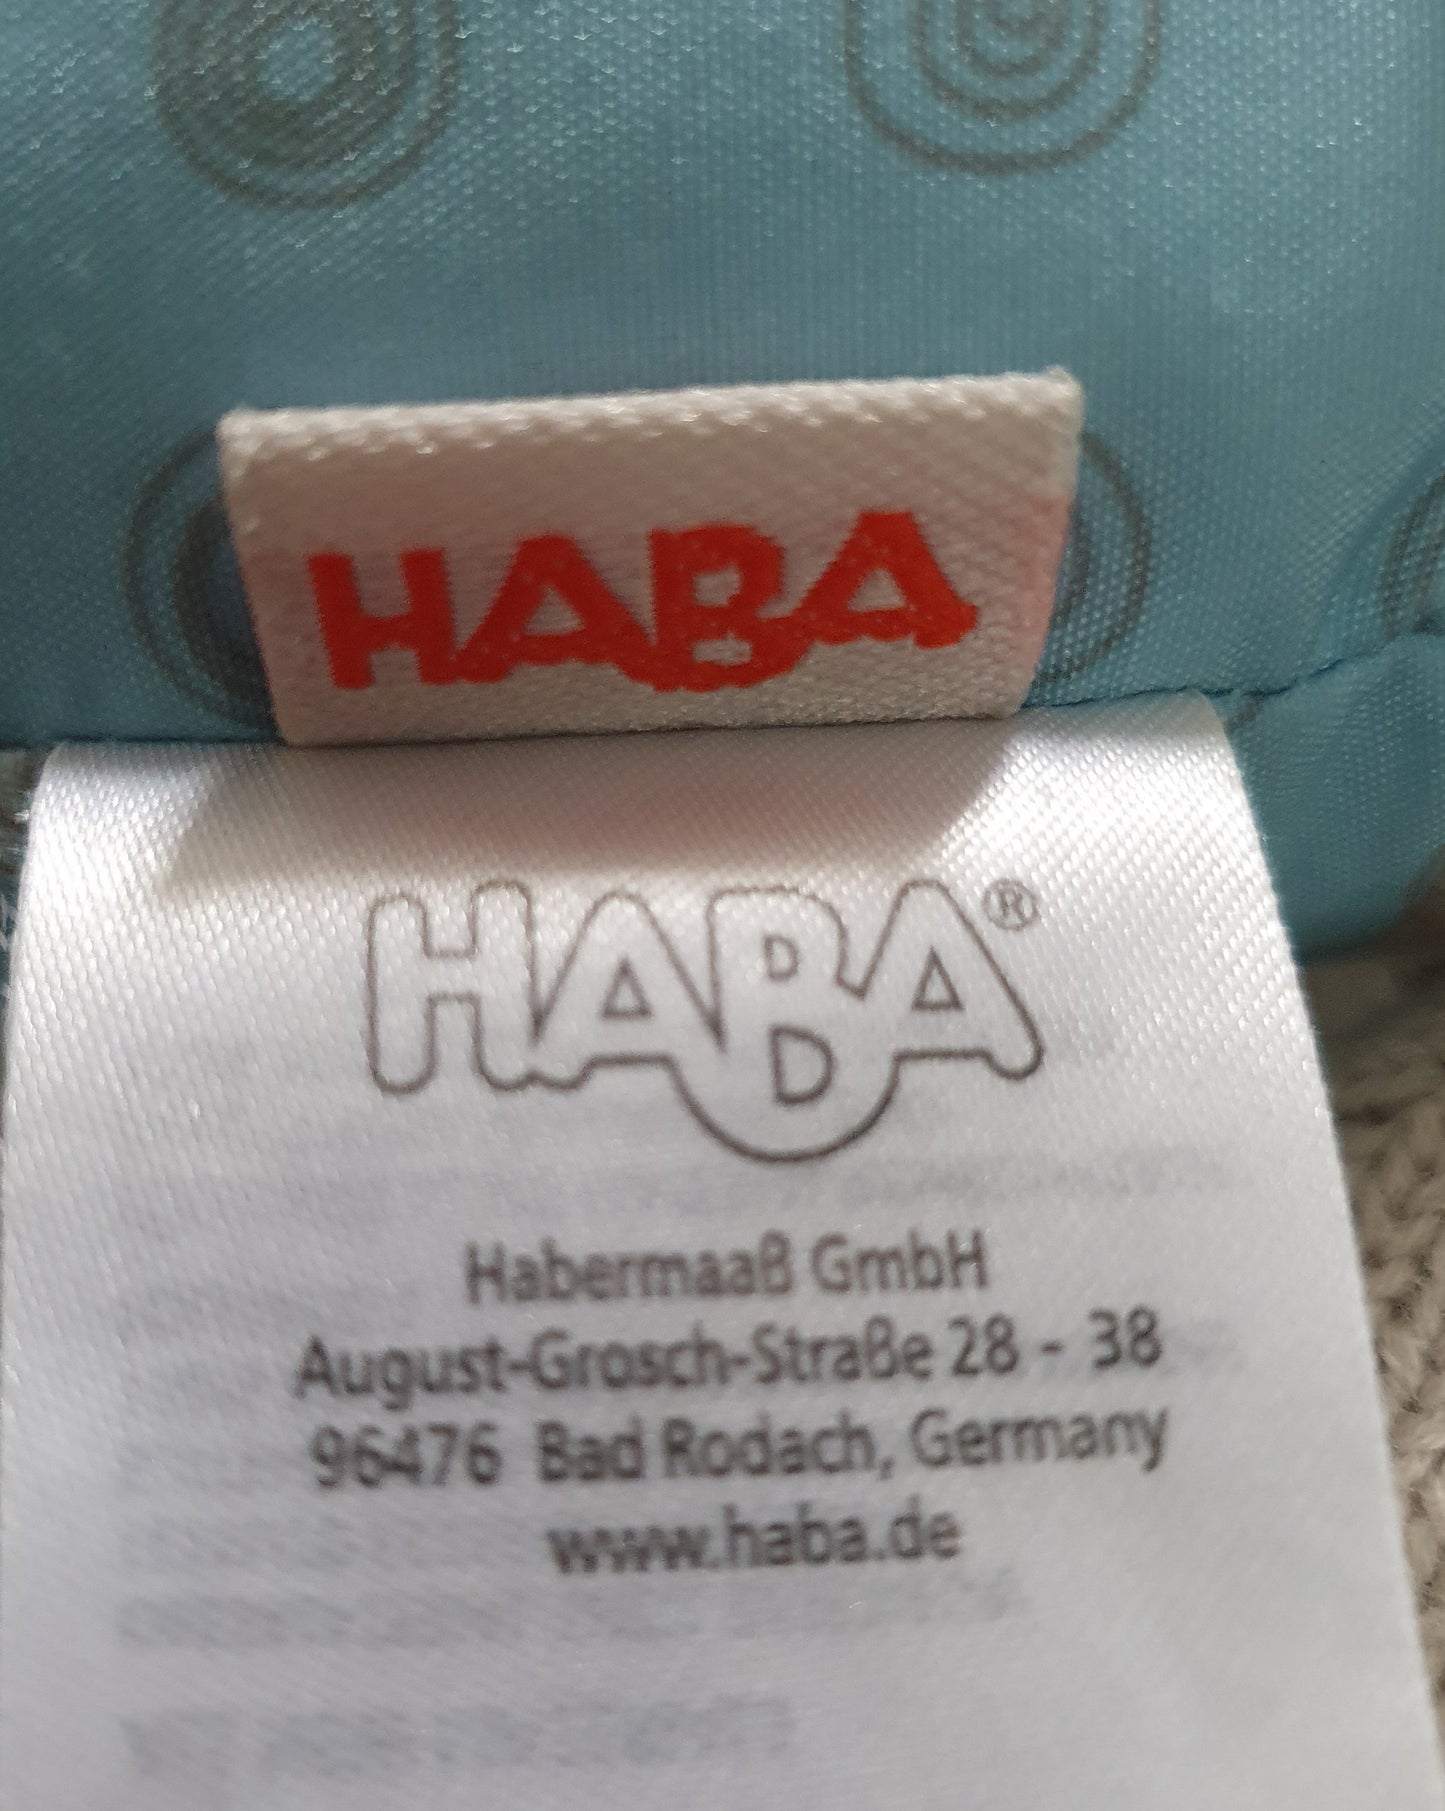 HABA
HABA®
Habermaaß GmbH
August-Grosch-Straße 28 - 38
96476 Bad Rodach, Germany
www.haba.de